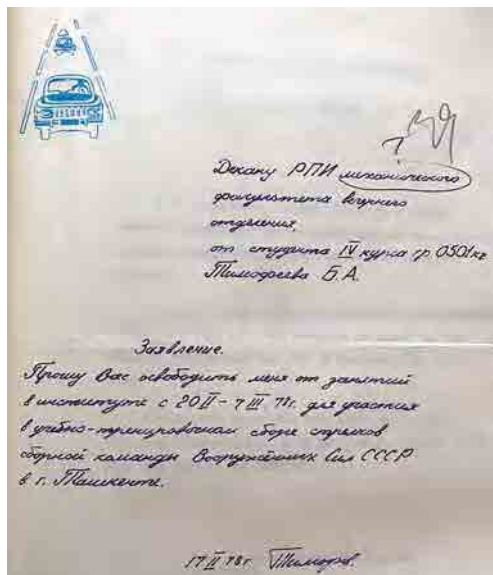 ?
Декану РПИ механического
факультета вечернего
отделения,
от студента IV курса гр. 0501кг
Тимофеева Б.А.
Заявление.
Прошу Вас освободить меня от занятий
в институте с 20 II - 7 III 78г. для участия
в учебно-тренировочном сборе стрелков
сборной команды Вооружённых Сил СССР
в г. Ташкенте.
17 II 78г.